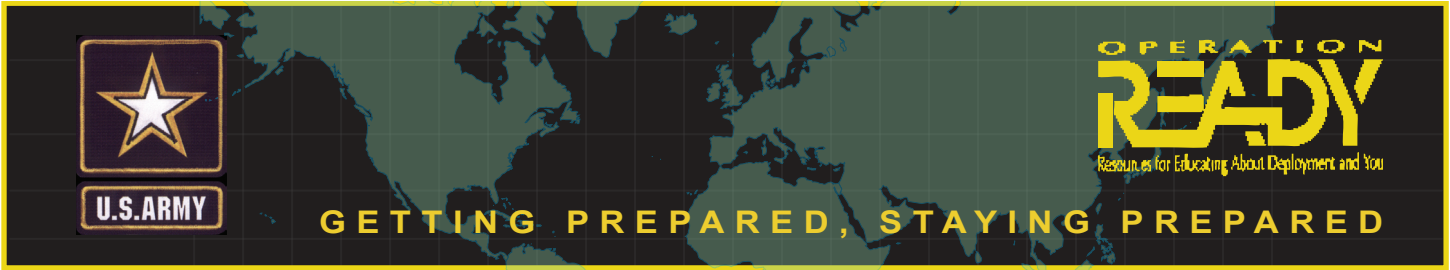 U.S.ARMY
OPERATION
READY
Resources for Educating About Deployment and You
GETTING PREPARED, STAYING PREPARED